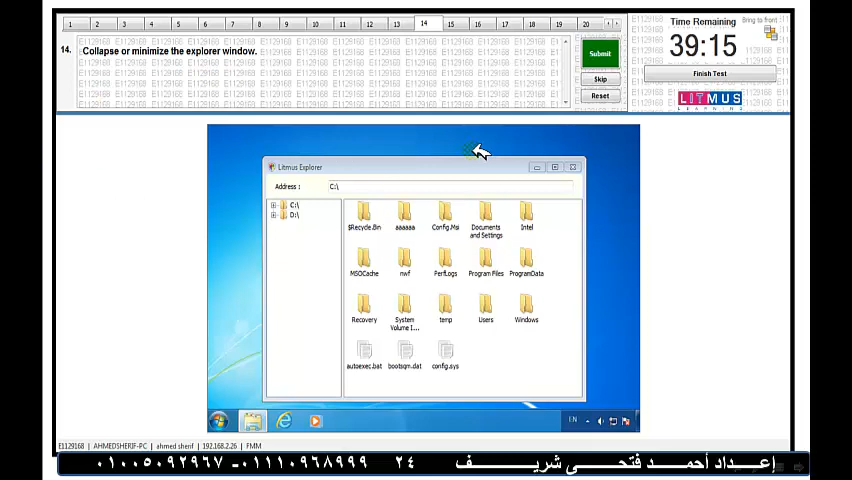 1 2 3 4 5 6 7 8 9 10 11 12 13 14 15 16 17 18 19 20
Time Remaining
Bring to front
39:15
Finish Test
LITMUS
LEARNING
14. Collapse or minimize the explorer window.
E1129168
Submit
Skip
Reset
Litmus Explorer
Address : C:\
C:\
D:\
$Recycle.Bin aaaaaa Config.Msi Documents and Settings Intel
MSOCache nwf PerfLogs Program Files ProgramData
Recovery System Volume I... temp Users Windows
autoexec.bat bootsqm.dat config.sys
EN
E1129168 | AHMEDSHERIF-PC | ahmed sherif | 192.168.2.26 | FMM
إعداد أحمد فتحى شريف ٢٤ ٠١١١٠٩٦٨٩٩٩ - ٠١٠٠٥٠٩٢٩٦٧